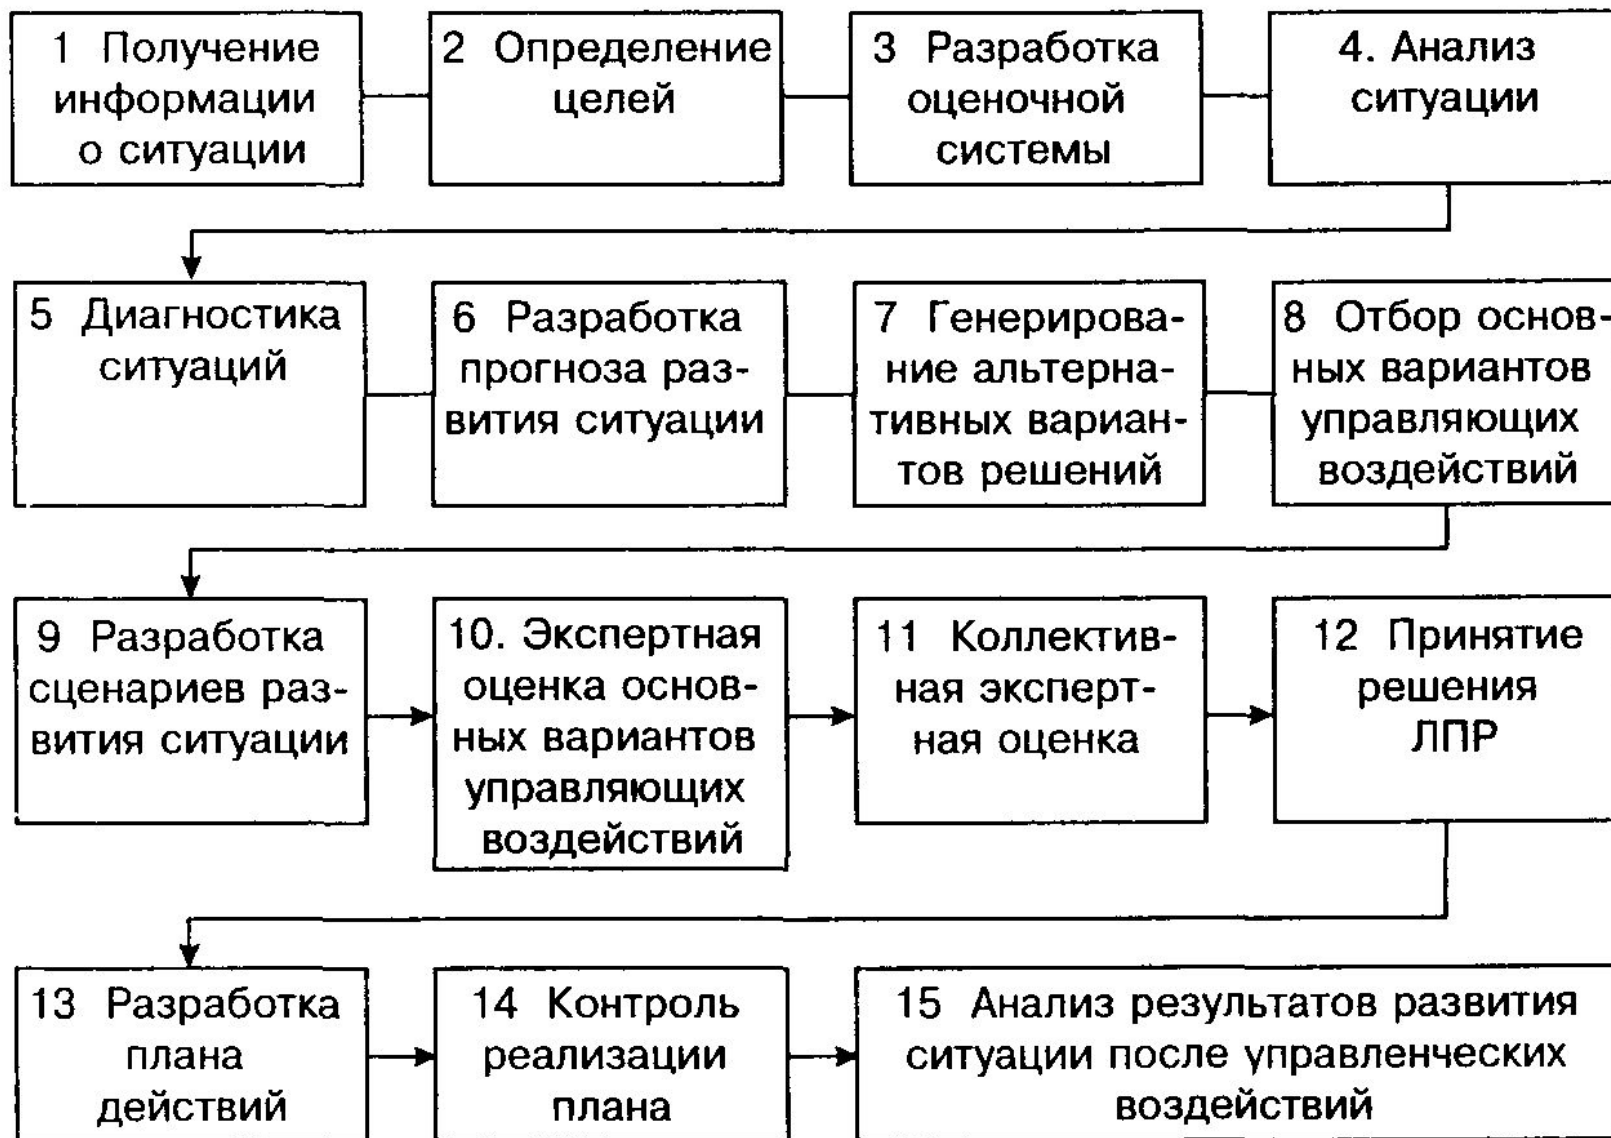 1 Получение
информации
о ситуации
2 Определение
целей
3 Разработка
оценочной
системы
4. Анализ
ситуации
5 Диагностика
ситуаций
6 Разработка
прогноза раз-
вития ситуации
7 Генерирова-
ние альтерна-
тивных вариан-
тов решений
8 Отбор основ-
ных вариантов
управляющих
воздействий
9 Разработка
сценариев раз-
вития ситуации
10. Экспертная
оценка основ-
ных вариантов
управляющих
воздействий
11 Коллектив-
ная эксперт-
ная оценка
12 Принятие
решения
ЛПР
13 Разработка
плана
действий
14 Контроль
реализации
плана
15 Анализ результатов развития
ситуации после управленческих
воздействий